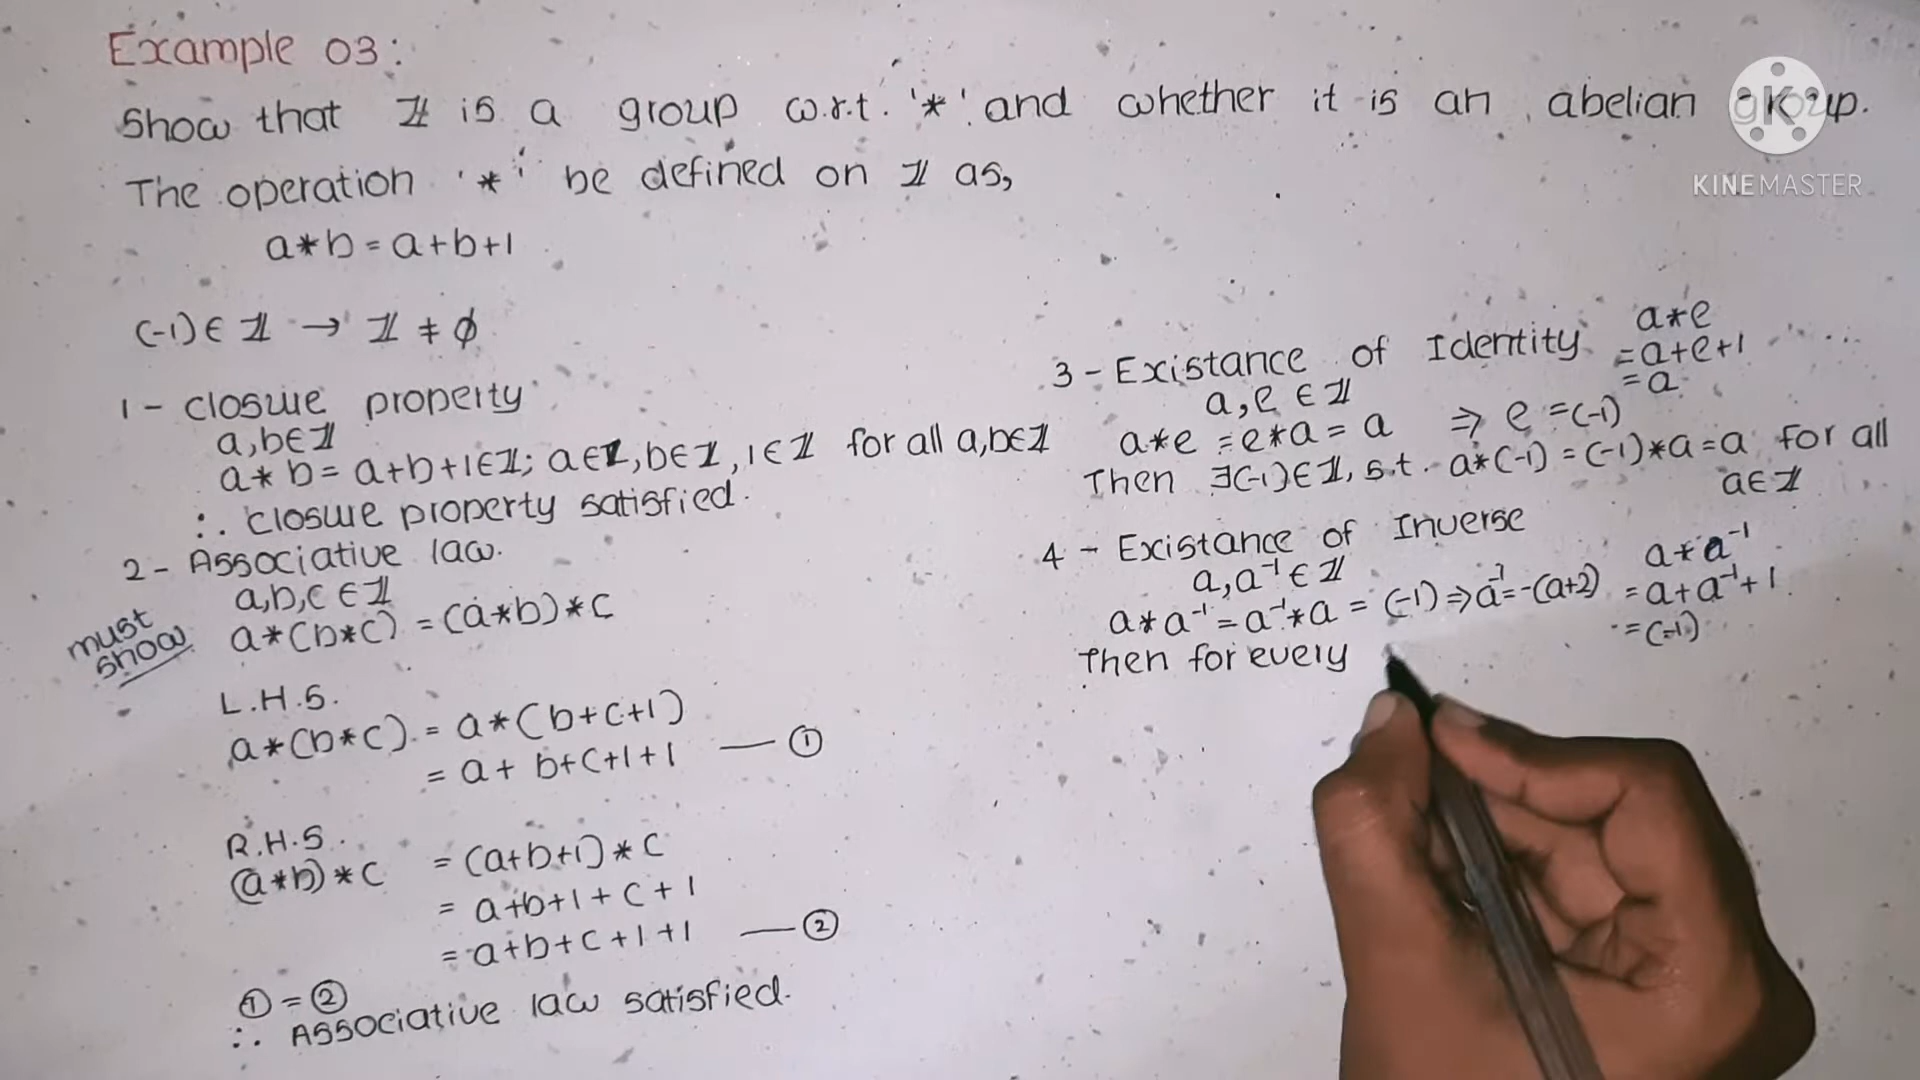 Example 03:
Show that ℤ is a group w.r.t. '*' and whether it is an abelian group.
The operation '*' be defined on ℤ as,
a*b = a+b+1
(-1) ∈ ℤ → ℤ ≠ ϕ
1 - closure property
a,b∈ℤ
a * b = a+b+1∈ℤ; a∈ℤ, b∈ℤ, 1∈ℤ for all a,b∈ℤ
∴ closure property satisfied.
2 - Associative law.
a,b,c ∈ℤ
must
show
a*(b*c) = (a*b)*c
L.H.S.
a*(b*c) = a*(b+c+1)
= a+ b+c+1+1 — ①
R.H.S.
(a*b)*c = (a+b+1)*c
= a+b+1+c+1
= a+b+c+1+1 — ②
① = ②
∴ Associative law satisfied.
3 - Existance of Identity
a*e
= a+e+1
= a
a,e ∈ℤ
a*e = e*a = a ⇒ e = (-1)
Then ∃(-1)∈ℤ, s.t. a*(-1) = (-1)*a = a for all
a∈ℤ
4 - Existance of Inverse
a*a⁻¹
= a+a⁻¹+1
= (-1)
a,a⁻¹∈ℤ
a*a⁻¹ = a⁻¹*a = (-1) ⇒ a⁻¹ = -(a+2)
Then for every
K
KINEMASTER